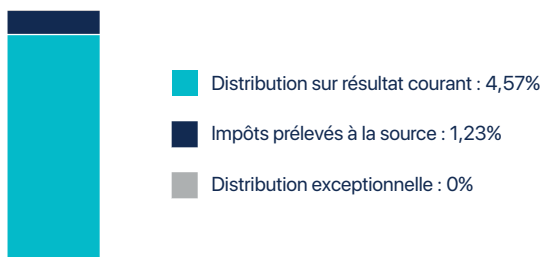 Distribution sur résultat courant : 4,57%
Impôts prélevés à la source : 1,23%
Distribution exceptionnelle : 0%